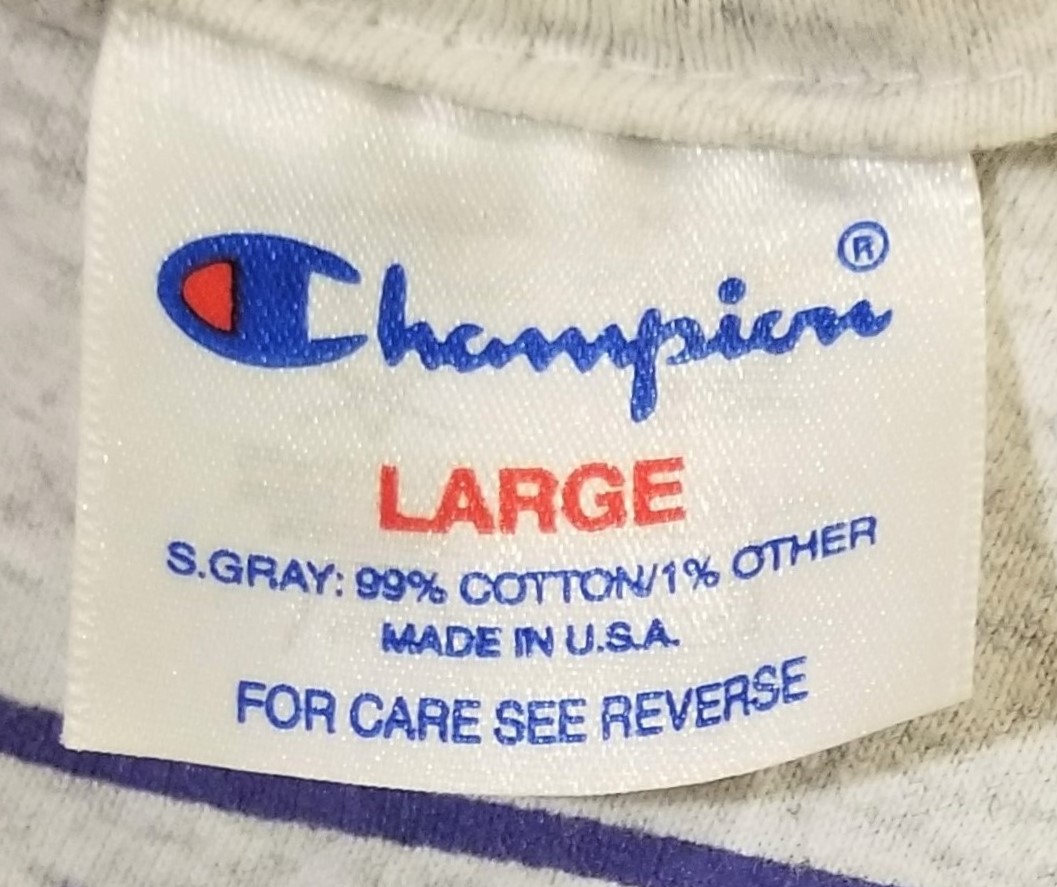 Champion®
LARGE
S.GRAY: 99% COTTON/1% OTHER
MADE IN U.S.A.
FOR CARE SEE REVERSE